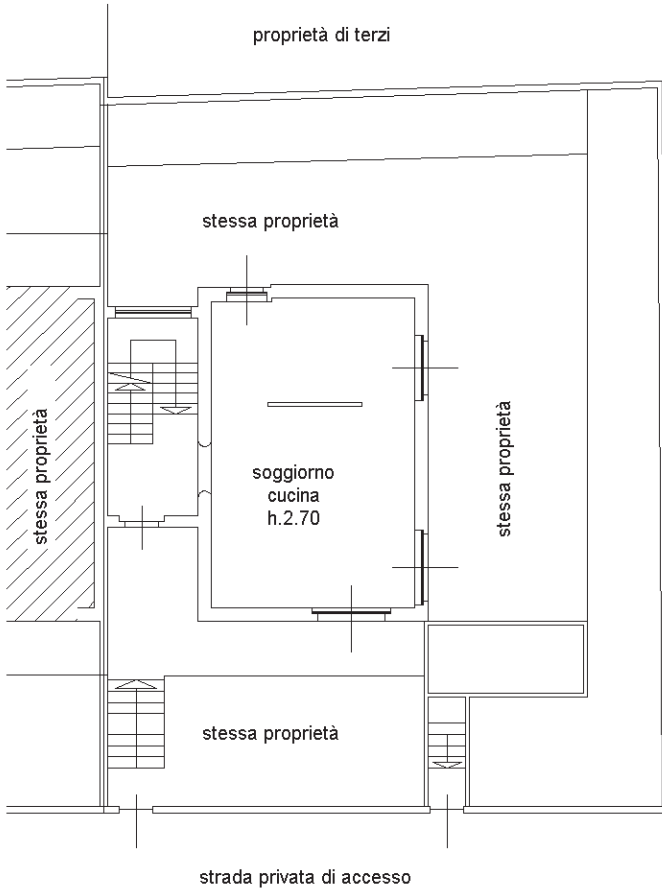 proprietà di terzi
stessa proprietà
stessa proprietà
stessa proprietà
soggiorno
cucina
h.2.70
stessa proprietà
strada privata di accesso